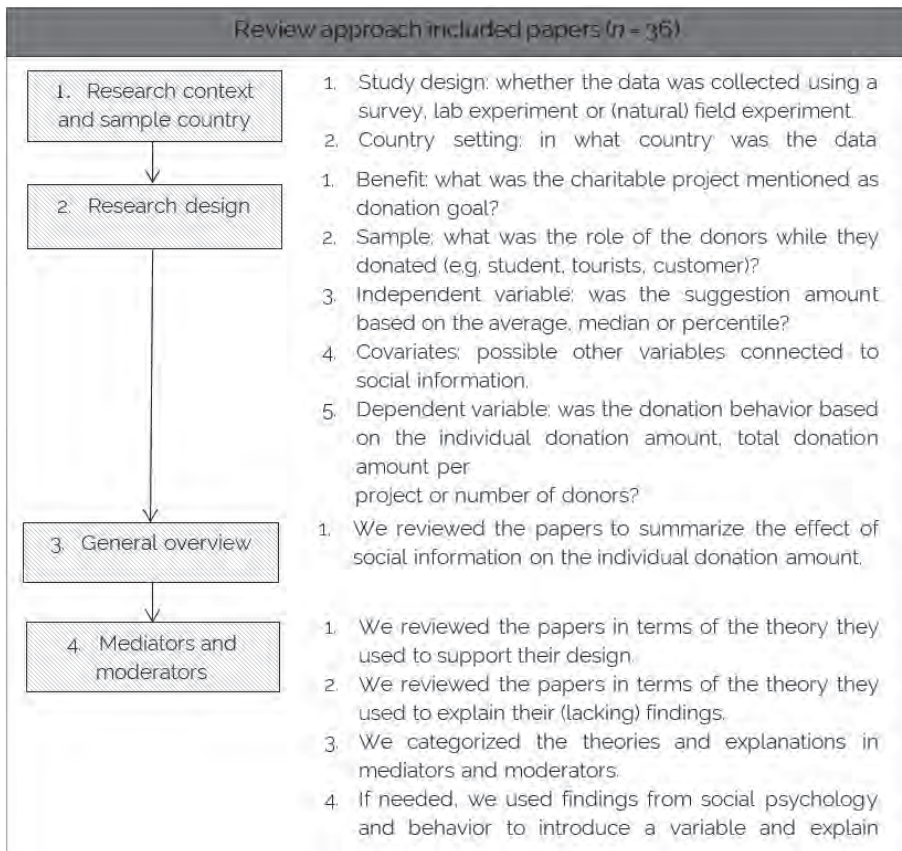 Review approach included papers (n = 36)
1. Research context
and sample country
1. Study design: whether the data was collected using a
survey, lab experiment or (natural) field experiment.
2. Country setting: in what country was the data
2. Research design
1. Benefit: what was the charitable project mentioned as
donation goal?
2. Sample: what was the role of the donors while they
donated (e.g. student, tourists, customer)?
3. Independent variable: was the suggestion amount
based on the average, median or percentile?
4. Covariates: possible other variables connected to
social information.
5. Dependent variable: was the donation behavior based
on the individual donation amount, total donation
amount per
project or number of donors?
3. General overview
1. We reviewed the papers to summarize the effect of
social information on the individual donation amount.
4. Mediators and
moderators
1. We reviewed the papers in terms of the theory they
used to support their design.
2. We reviewed the papers in terms of the theory they
used to explain their (lacking) findings.
3. We categorized the theories and explanations in
mediators and moderators.
4. If needed, we used findings from social psychology
and behavior to introduce a variable and explain